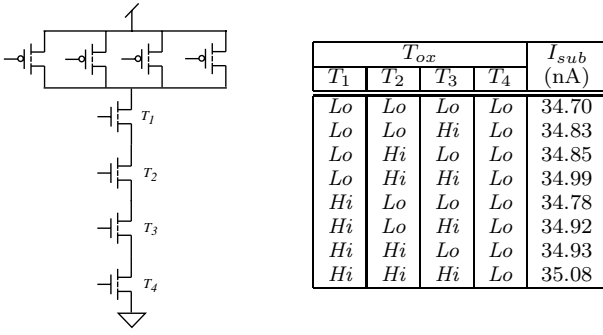 T1
T2
T3
T4
Tox Isub
T1 T2 T3 T4 (nA)
Lo Lo Lo Lo 34.70
Lo Lo Hi Lo 34.83
Lo Hi Lo Lo 34.85
Lo Hi Hi Lo 34.99
Hi Lo Lo Lo 34.78
Hi Lo Hi Lo 34.92
Hi Hi Lo Lo 34.93
Hi Hi Hi Lo 35.08